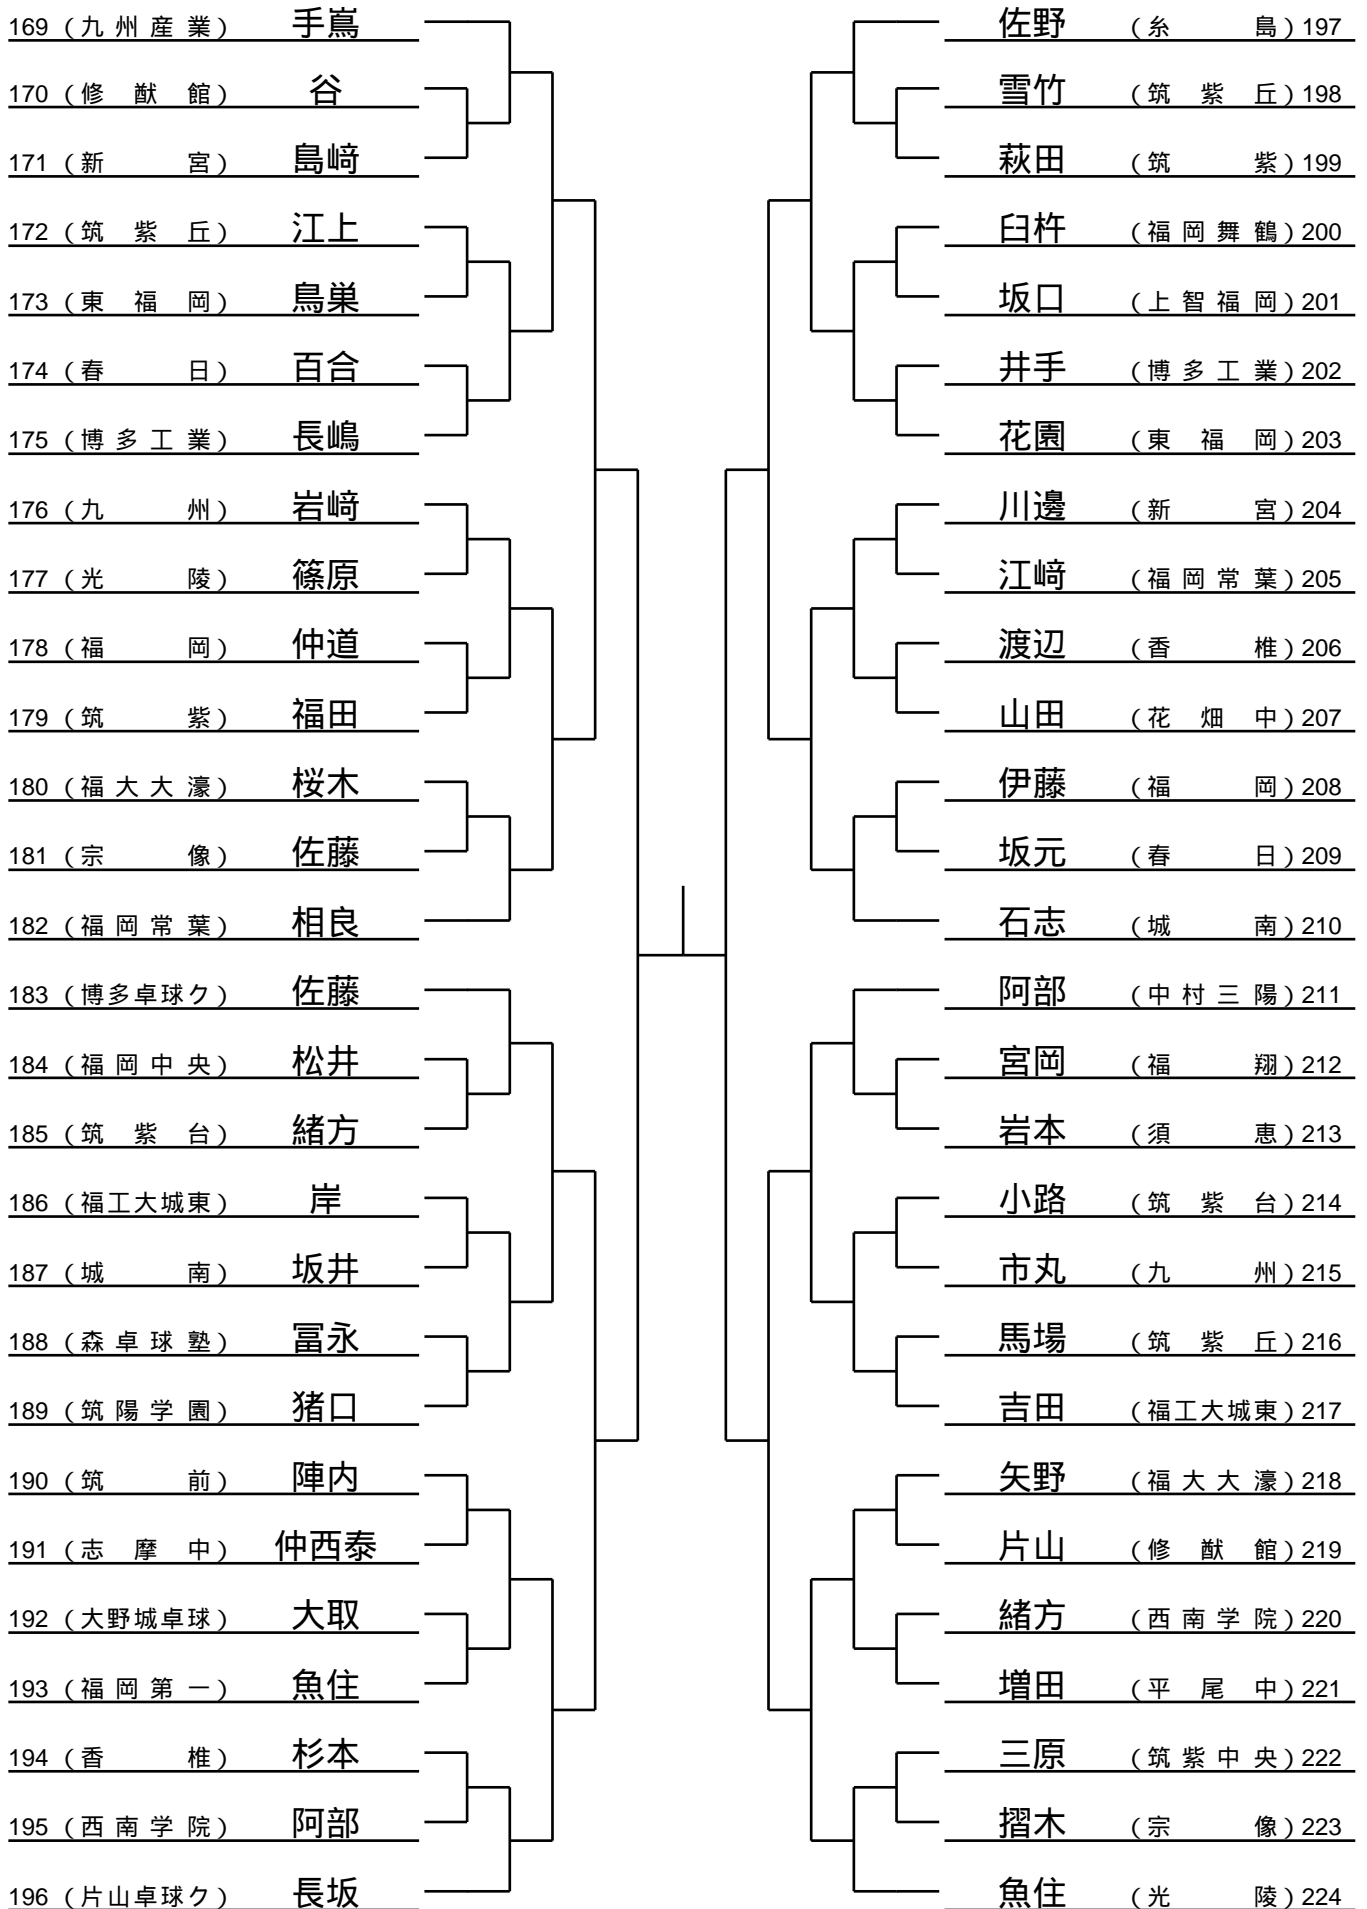 169 (九州産業) 手嶌
170 (修猷館) 谷
171 (新宮) 島﨑
172 (筑紫丘) 江上
173 (東福岡) 鳥巣
174 (春日) 百合
175 (博多工業) 長嶋
176 (九州) 岩﨑
177 (光陵) 篠原
178 (福岡) 仲道
179 (筑紫) 福田
180 (福大大濠) 桜木
181 (宗像) 佐藤
182 (福岡常葉) 相良
183 (博多卓球ク) 佐藤
184 (福岡中央) 松井
185 (筑紫台) 緒方
186 (福工大城東) 岸
187 (城南) 坂井
188 (森卓球塾) 冨永
189 (筑陽学園) 猪口
190 (筑前) 陣内
191 (志摩中) 仲西泰
192 (大野城卓球) 大取
193 (福岡第一) 魚住
194 (香椎) 杉本
195 (西南学院) 阿部
196 (片山卓球ク) 長坂
佐野 (糸島) 197
雪竹 (筑紫丘) 198
萩田 (筑紫) 199
臼杵 (福岡舞鶴) 200
坂口 (上智福岡) 201
井手 (博多工業) 202
花園 (東福岡) 203
川邊 (新宮) 204
江﨑 (福岡常葉) 205
渡辺 (香椎) 206
山田 (花畑中) 207
伊藤 (福岡) 208
坂元 (春日) 209
石志 (城南) 210
阿部 (中村三陽) 211
宮岡 (福翔) 212
岩本 (須恵) 213
小路 (筑紫台) 214
市丸 (九州) 215
馬場 (筑紫丘) 216
吉田 (福工大城東) 217
矢野 (福大大濠) 218
片山 (修猷館) 219
緒方 (西南学院) 220
増田 (平尾中) 221
三原 (筑紫中央) 222
摺木 (宗像) 223
魚住 (光陵) 224